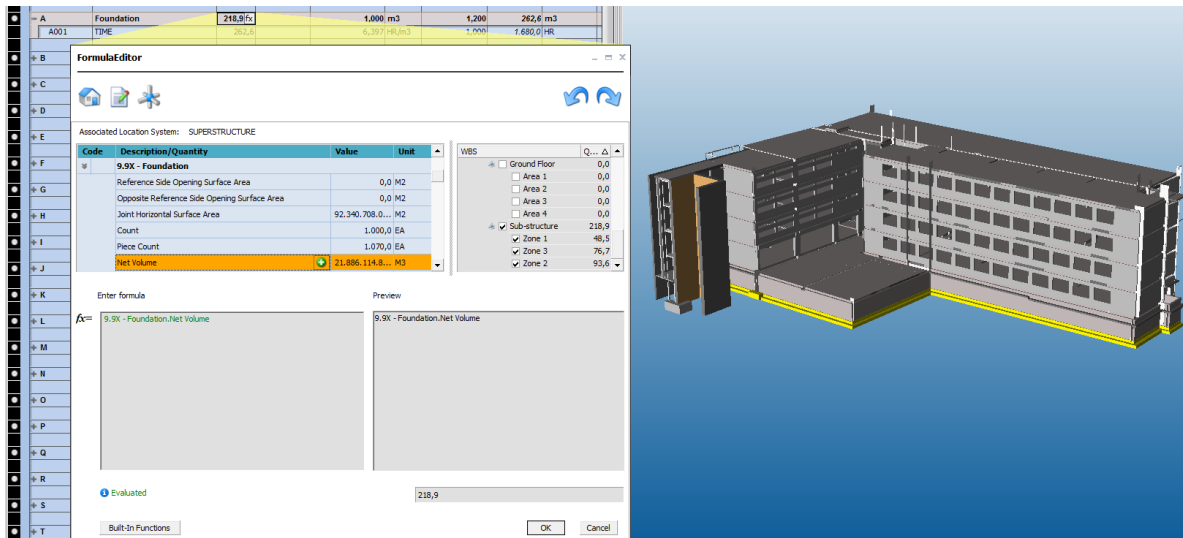 A Foundation 218,9 fx 1,000 m3 1,200 262,6 m3
A001 TIME 262,6 6,397 HR/m3 1,000 1.680,0 HR
B
FormulaEditor
C
D
Associated Location System: SUPERSTRUCTURE
E
Code Description/Quantity Value Unit WBS Q... Δ
F
9.9X - Foundation Ground Floor 0,0
Reference Side Opening Surface Area 0,0 M2 Area 1 0,0
G
Opposite Reference Side Opening Surface Area 0,0 M2 Area 2 0,0
Area 3 0,0
H
Joint Horizontal Surface Area 92.340.708.0... M2 Area 4 0,0
Count 1.000,0 EA Sub-structure 218,9
I
Zone 1 48,5
Piece Count 1.070,0 EA Zone 3 76,7
Net Volume 21.886.114.8... M3 Zone 2 93,6
J
K
Enter formula Preview
L
fx= 9.9X - Foundation.Net Volume 9.9X - Foundation.Net Volume
M
N
O
P
Q
R
Evaluated 218,9
S
Built-In Functions OK Cancel
T